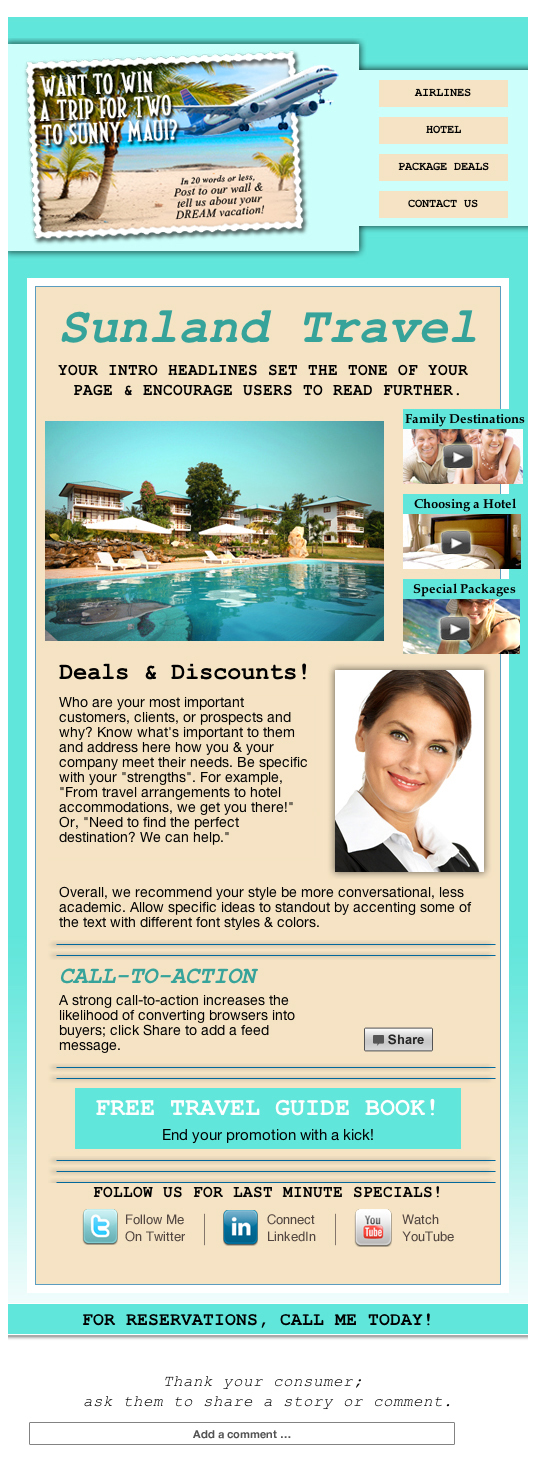 WANT TO WIN
A TRIP FOR TWO
TO SUNNY MAUI?
In 20 words or less,
Post to our wall &
tell us about your
DREAM vacation!
AIRLINES
HOTEL
PACKAGE DEALS
CONTACT US
Sunland Travel
YOUR INTRO HEADLINES SET THE TONE OF YOUR
PAGE & ENCOURAGE USERS TO READ FURTHER.
Family Destinations
Choosing a Hotel
Special Packages
Deals & Discounts!
Who are your most important
customers, clients, or prospects and
why? Know what's important to them
and address here how you & your
company meet their needs. Be specific
with your "strengths". For example,
"From travel arrangements to hotel
accommodations, we get you there!"
Or, "Need to find the perfect
destination? We can help."
Overall, we recommend your style be more conversational, less
academic. Allow specific ideas to standout by accenting some of
the text with different font styles & colors.
CALL-TO-ACTION
A strong call-to-action increases the
likelihood of converting browsers into
buyers; click Share to add a feed
message.
Share
FREE TRAVEL GUIDE BOOK!
End your promotion with a kick!
FOLLOW US FOR LAST MINUTE SPECIALS!
Follow Me
On Twitter
in
Connect
LinkedIn
You
Tube
Watch
YouTube
FOR RESERVATIONS, CALL ME TODAY!
Thank your consumer;
ask them to share a story or comment.
Add a comment ...